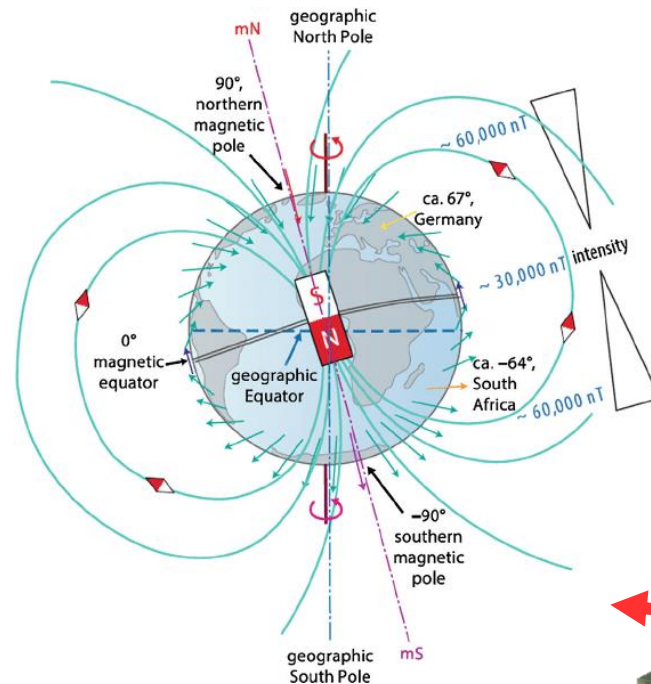 geographic
North Pole
mN
90°,
northern
magnetic
pole
~ 60,000 nT
ca. 67°,
Germany
intensity
~ 30,000 nT
S
N
0°
magnetic
equator
geographic
Equator
ca. –64°,
South
Africa
~ 60,000 nT
–90°
southern
magnetic
pole
geographic
South Pole
mS